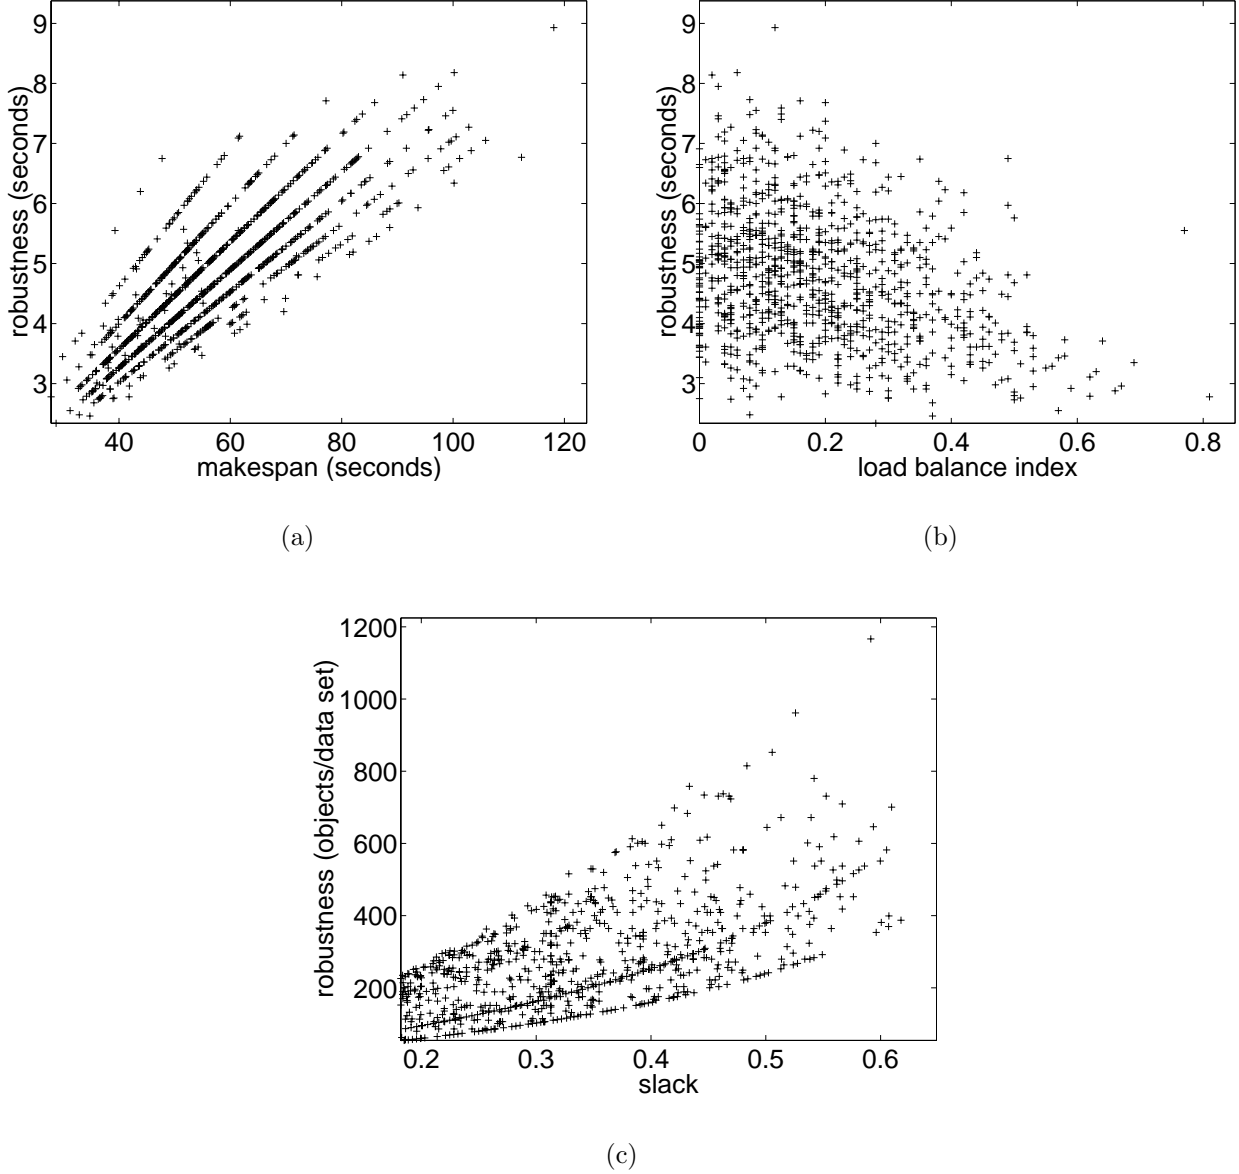 9
8
7
6
5
4
3
robustness (seconds)
40 60 80 100 120
makespan (seconds)
(a)
9
8
7
6
5
4
3
robustness (seconds)
0 0.2 0.4 0.6 0.8
load balance index
(b)
1200
1000
800
600
400
200
robustness (objects/data set)
0.2 0.3 0.4 0.5 0.6
slack
(c)